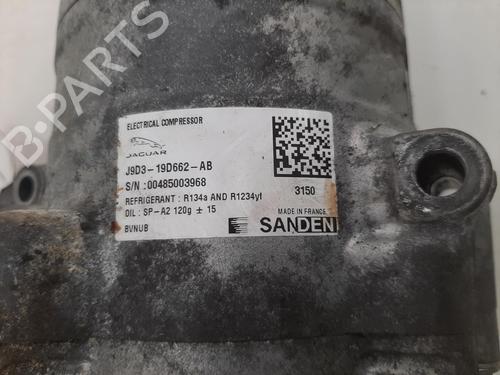 B-PARTS
ELECTRICAL COMPRESSOR
JAGUAR
J9D3-19D662-AB
S/N :00485003968
3150
REFRIGERANT : R134a AND R1234yf
OIL : SP-A2 120g ± 15
MADE IN FRANCE
BVNUB
SANDEN